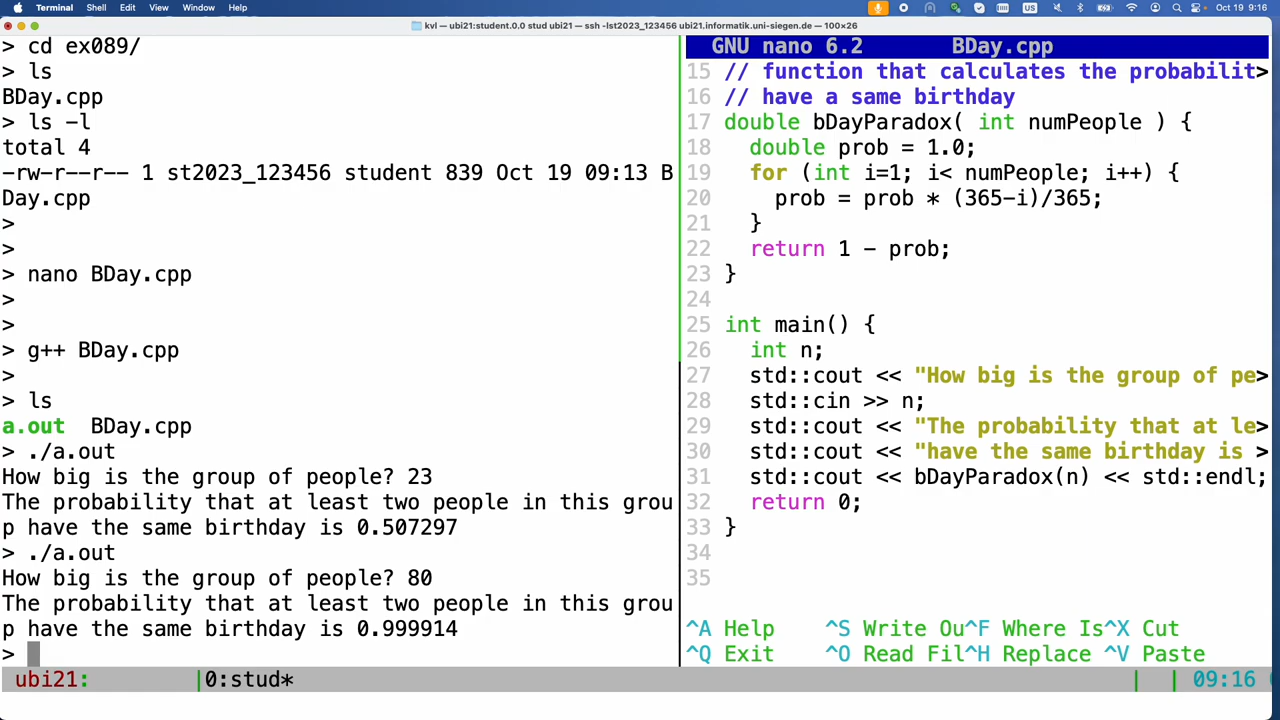 Terminal Shell Edit View Window Help
US
Oct 19 9:16
kvl — ubi21:student.0.0 stud ubi21 — ssh -lst2023_123456 ubi21.informatik.uni-siegen.de — 100×26
> cd ex089/
> ls
BDay.cpp
> ls -l
total 4
-rw-r--r-- 1 st2023_123456 student 839 Oct 19 09:13 B
Day.cpp
>
>
> nano BDay.cpp
>
>
> g++ BDay.cpp
>
> ls
a.out BDay.cpp
> ./a.out
How big is the group of people? 23
The probability that at least two people in this grou
p have the same birthday is 0.507297
> ./a.out
How big is the group of people? 80
The probability that at least two people in this grou
p have the same birthday is 0.999914
>
GNU nano 6.2 BDay.cpp
15 // function that calculates the probabilit>
16 // have a same birthday
17 double bDayParadox( int numPeople ) {
18 double prob = 1.0;
19 for (int i=1; i< numPeople; i++) {
20 prob = prob * (365-i)/365;
21 }
22 return 1 - prob;
23 }
24
25 int main() {
26 int n;
27 std::cout << "How big is the group of pe>
28 std::cin >> n;
29 std::cout << "The probability that at le>
30 std::cout << "have the same birthday is >
31 std::cout << bDayParadox(n) << std::endl;
32 return 0;
33 }
34
35
^A Help ^S Write Ou^F Where Is^X Cut
^Q Exit ^O Read Fil^H Replace ^V Paste
ubi21: |0:stud* | | 09:16